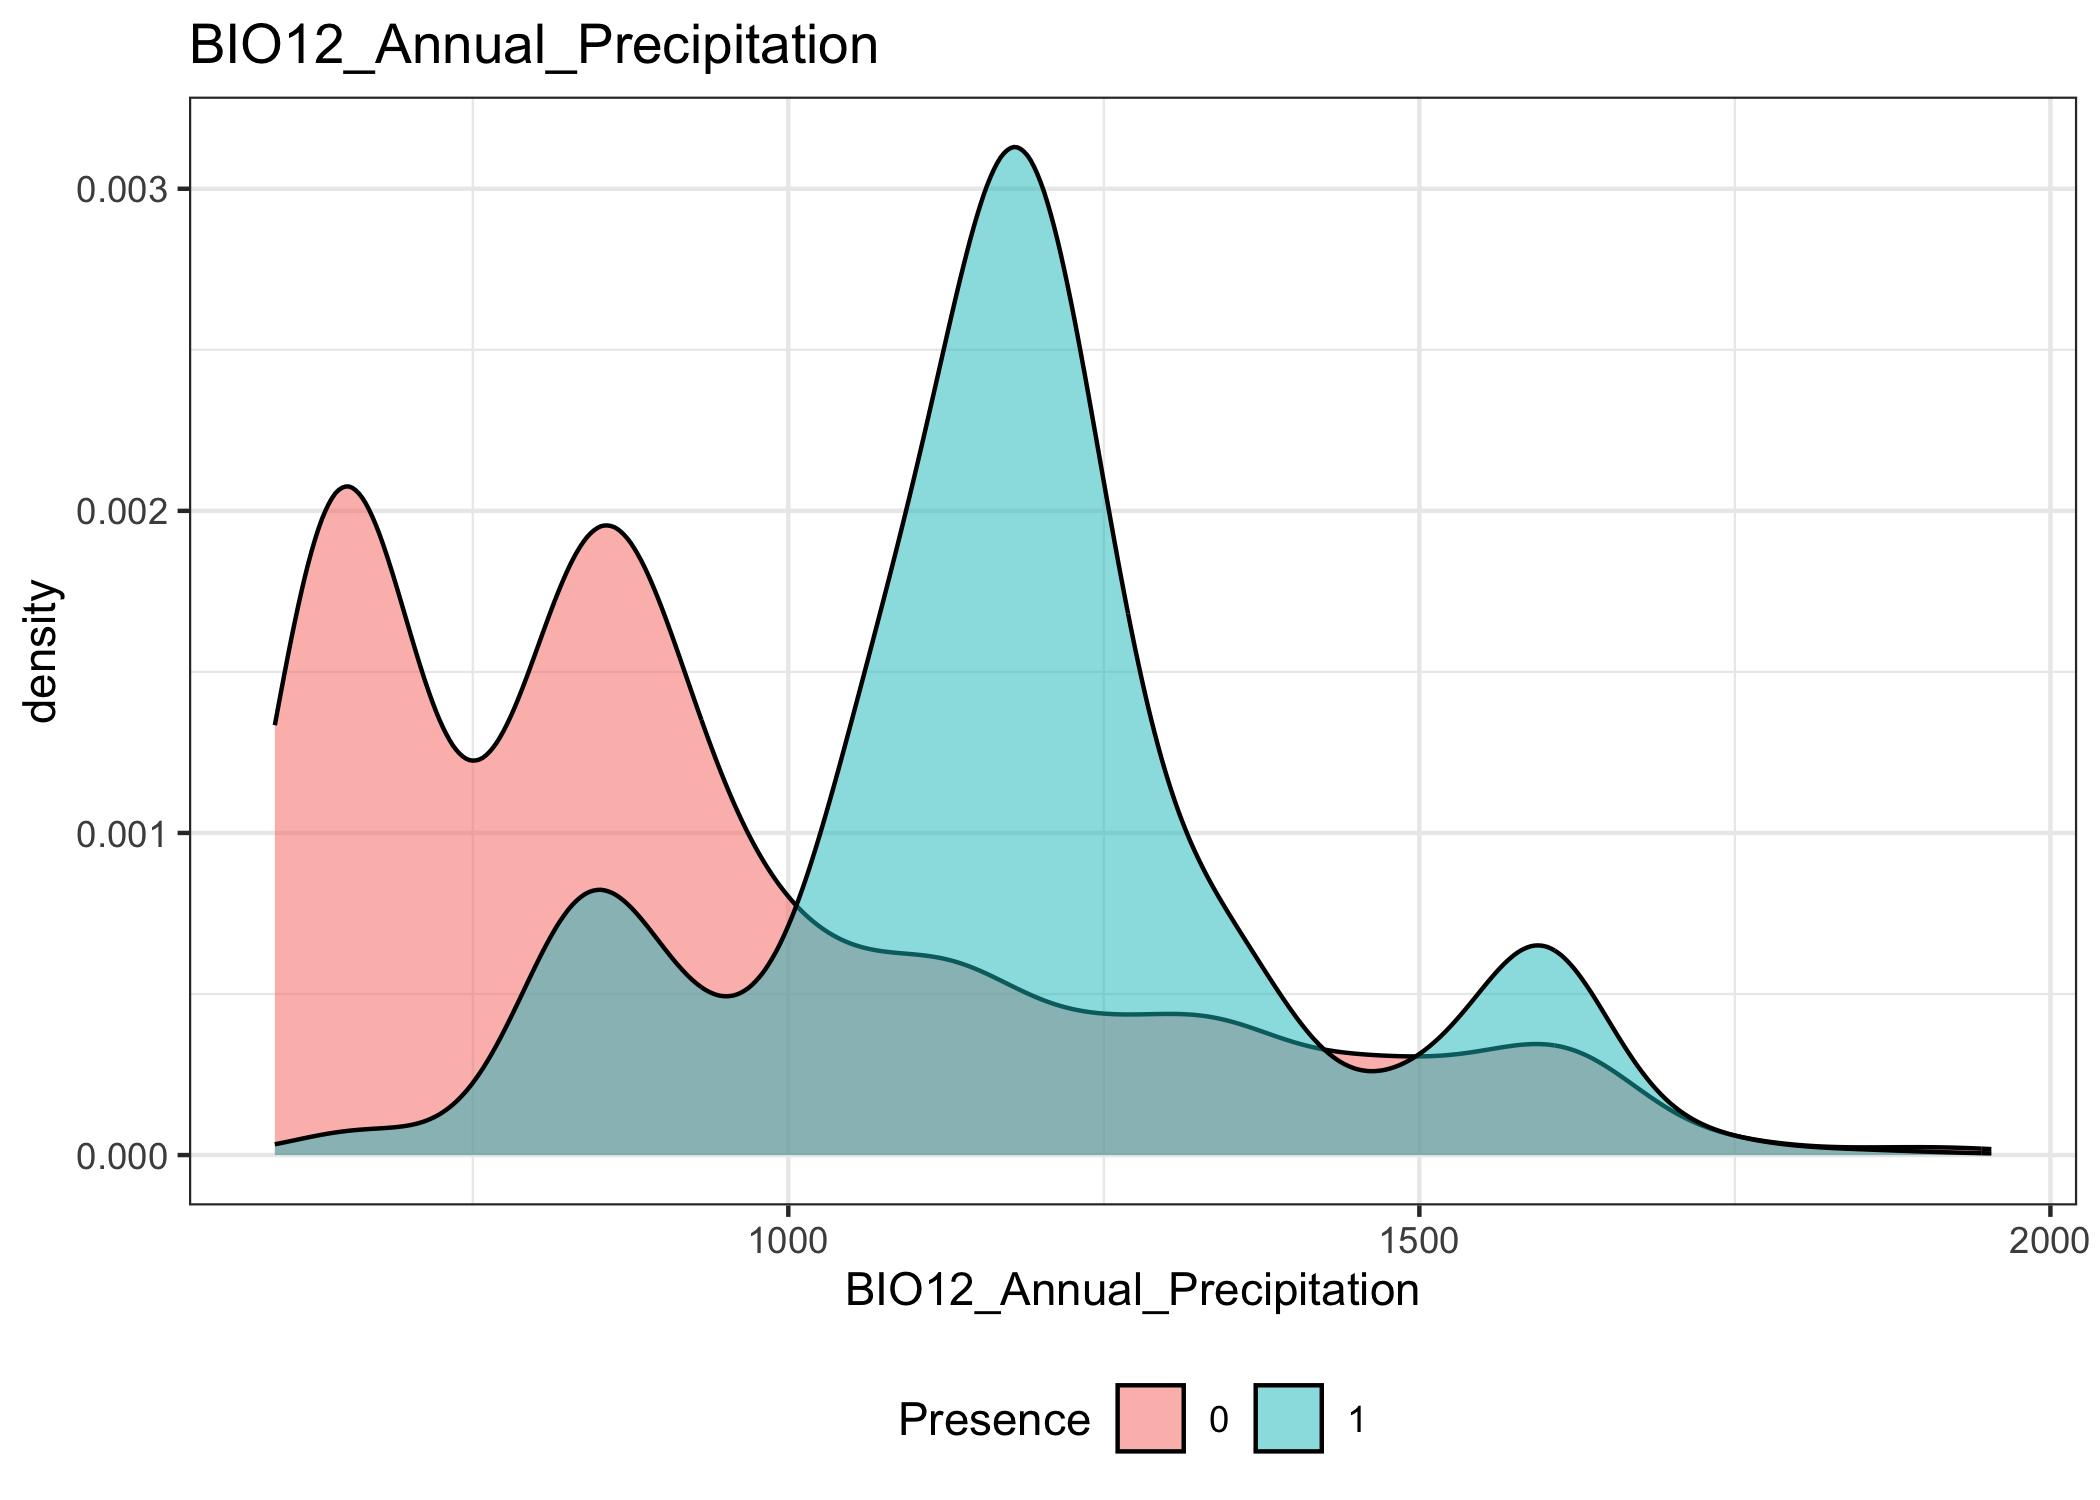 BIO12_Annual_Precipitation
0.003
0.002
0.001
0.000
density
1000 1500 2000
BIO12_Annual_Precipitation
Presence 0 1